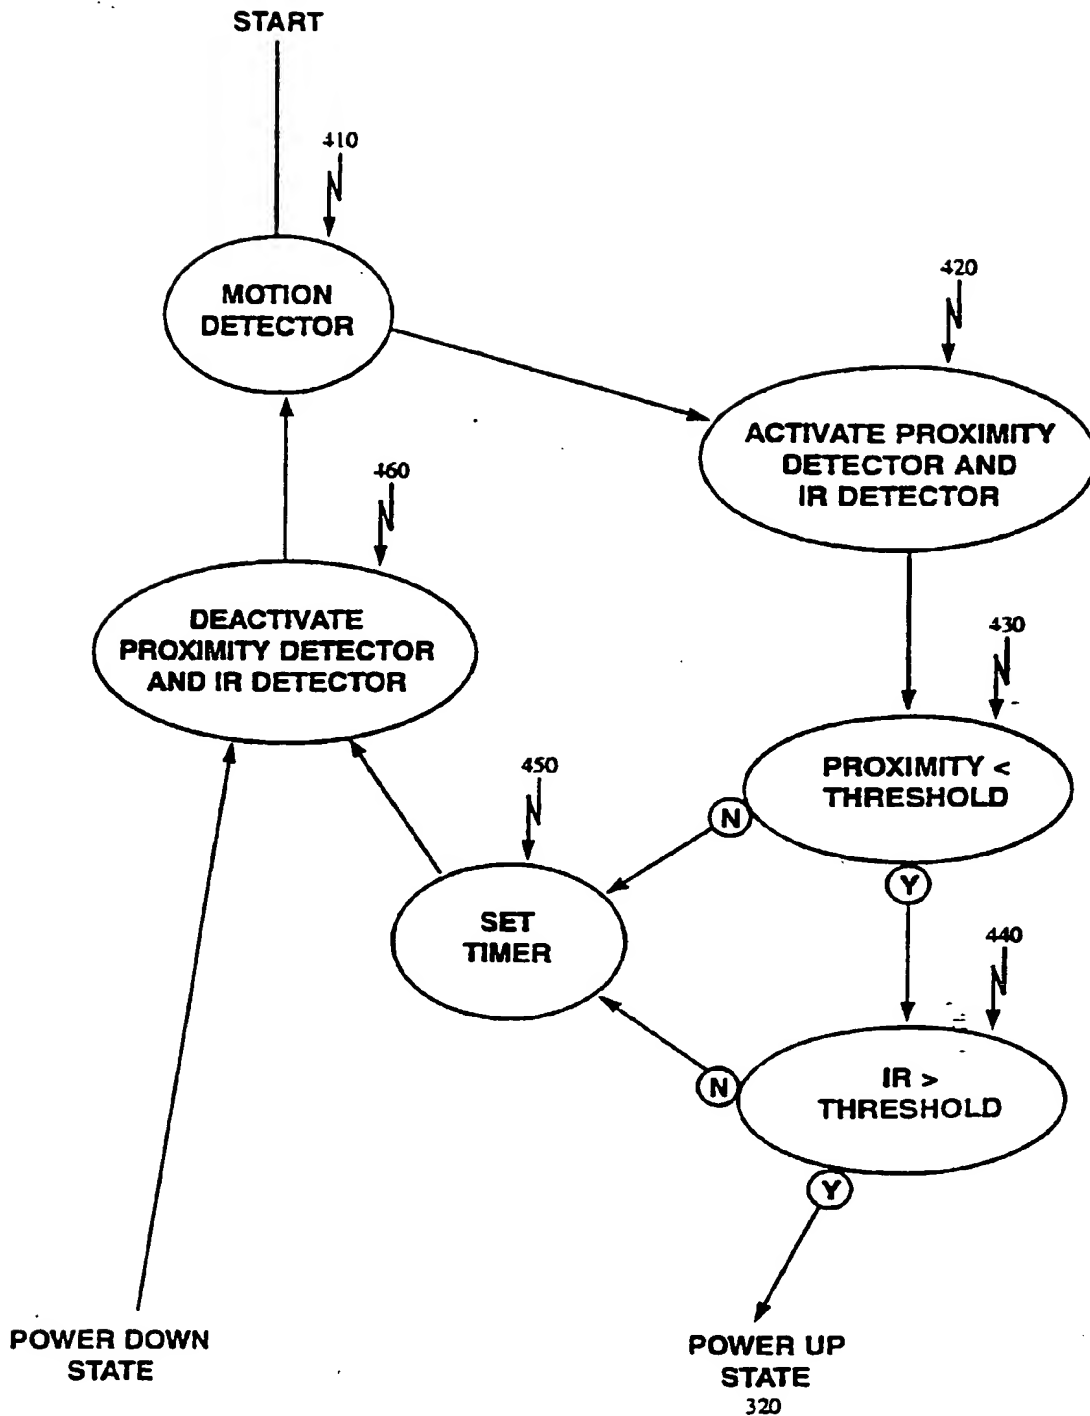 START
410
MOTION
DETECTOR
420
ACTIVATE PROXIMITY
DETECTOR AND
IR DETECTOR
460
DEACTIVATE
PROXIMITY DETECTOR
AND IR DETECTOR
430
PROXIMITY <
THRESHOLD
N
Y
450
SET
TIMER
440
IR >
THRESHOLD
N
Y
POWER DOWN
STATE
POWER UP
STATE
320